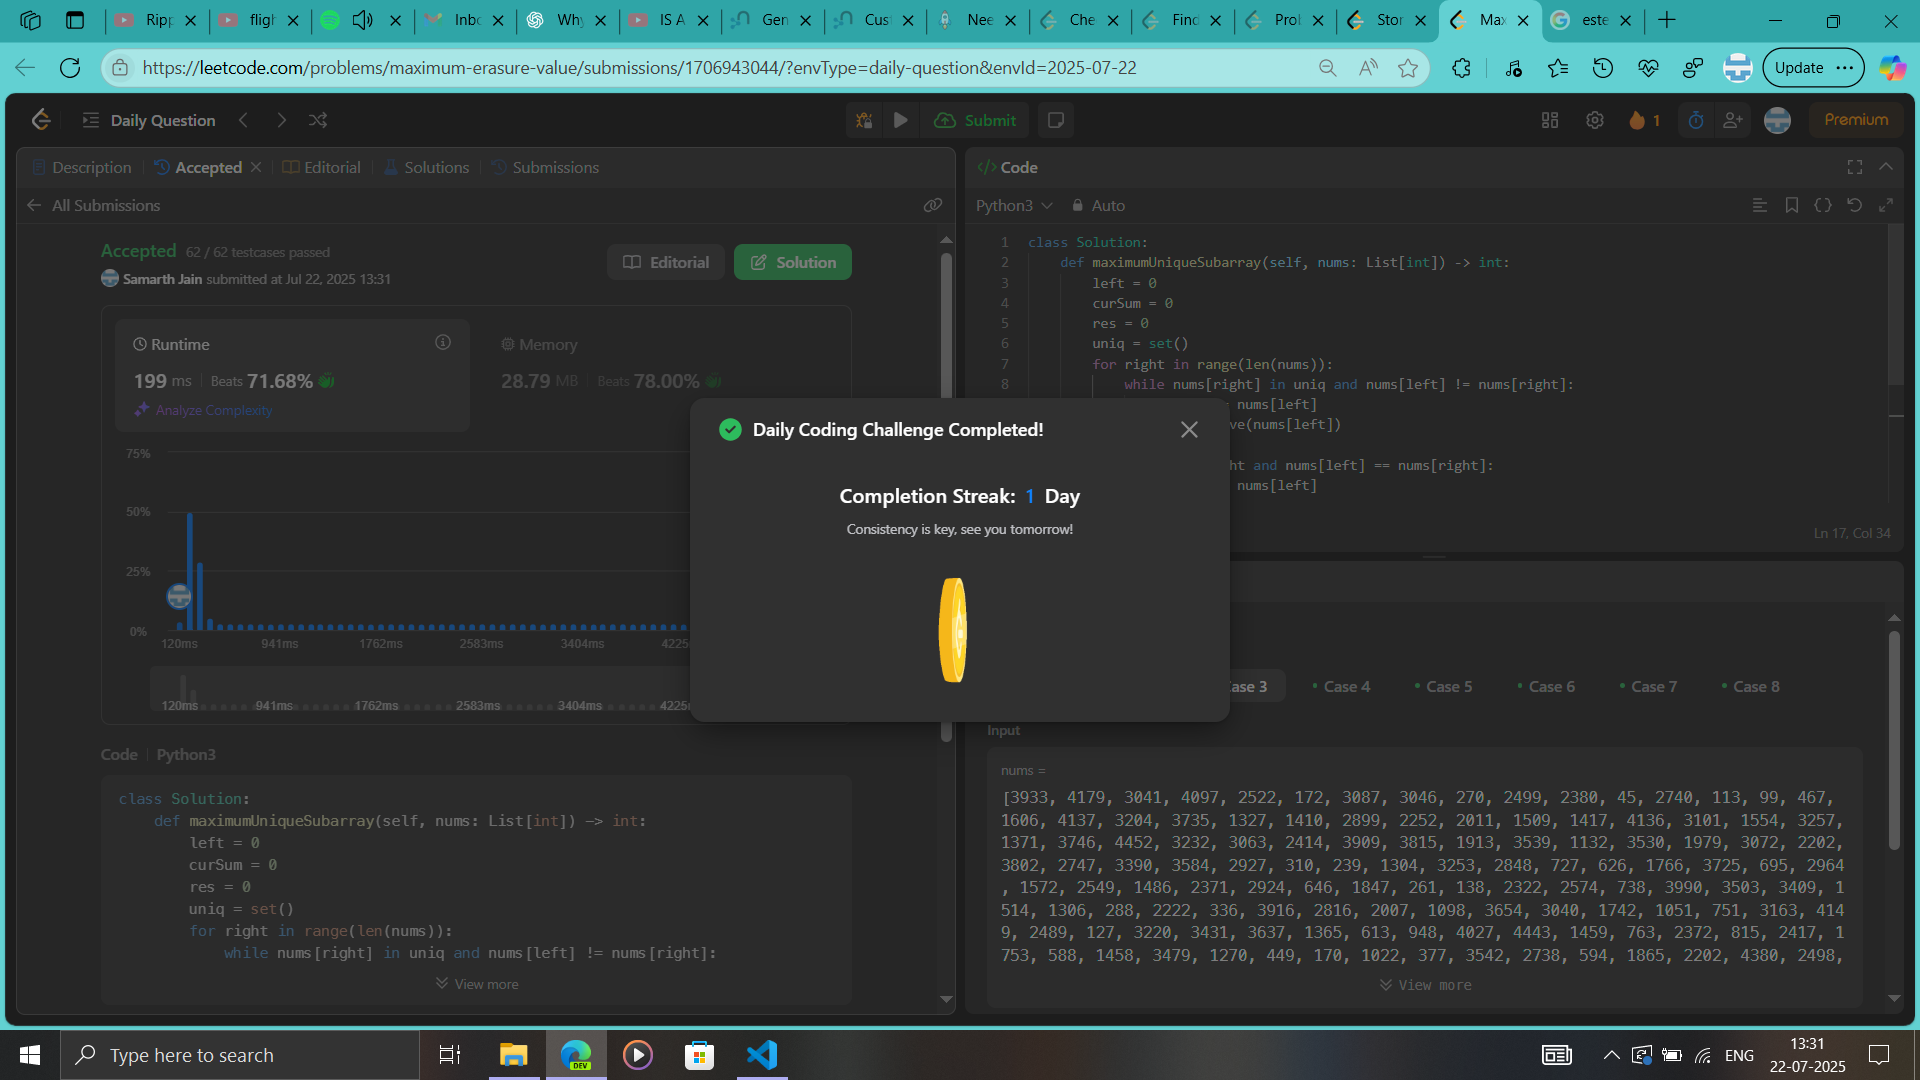 Ripp
fligh
Inbo
Why
IS A
Gen
Cust
Nee
Che
Find
Prob
Stor
Max
este
https://leetcode.com/problems/maximum-erasure-value/submissions/1706943044/?envType=daily-question&envId=2025-07-22
Update
Daily Question
Submit
1
Premium
Description
Accepted
Editorial
Solutions
Submissions
All Submissions
Accepted 62 / 62 testcases passed
Samarth Jain submitted at Jul 22, 2025 13:31
Editorial
Solution
Runtime
199 ms Beats 71.68%
Analyze Complexity
Memory
28.79 MB Beats 78.00%
75%
50%
25%
0%
120ms 941ms 1762ms 2583ms 3404ms
120ms 941ms 1762ms 2583ms 3404ms
Code Python3
class Solution:
def maximumUniqueSubarray(self, nums: List[int]) -> int:
left = 0
curSum = 0
res = 0
uniq = set()
for right in range(len(nums)):
while nums[right] in uniq and nums[left] != nums[right]:
View more
Daily Coding Challenge Completed!
Completion Streak: 1 Day
Consistency is key, see you tomorrow!
Code
Python3 Auto
1 class Solution:
2 def maximumUniqueSubarray(self, nums: List[int]) -> int:
3 left = 0
4 curSum = 0
5 res = 0
6 uniq = set()
7 for right in range(len(nums)):
8 while nums[right] in uniq and nums[left] != nums[right]:
nums[left]
ve(nums[left])
ht and nums[left] == nums[right]:
nums[left]
Ln 17, Col 34
ase 3 Case 4 Case 5 Case 6 Case 7 Case 8
Input
nums =
[3933, 4179, 3041, 4097, 2522, 172, 3087, 3046, 270, 2499, 2380, 45, 2740, 113, 99, 467,
1606, 4137, 3204, 3735, 1327, 1410, 2899, 2252, 2011, 1509, 1417, 4136, 3101, 1554, 3257,
1371, 3746, 4452, 3232, 3063, 2414, 3909, 3815, 1913, 3539, 1132, 3530, 1979, 3072, 2202,
3802, 2747, 3390, 3584, 2927, 310, 239, 1304, 3253, 2848, 727, 626, 1766, 3725, 695, 2964
, 1572, 2549, 1486, 2371, 2924, 646, 1847, 261, 138, 2322, 2574, 738, 3990, 3503, 3409, 1
514, 1306, 288, 2222, 336, 3916, 2816, 2007, 1098, 3654, 3040, 1742, 1051, 751, 3163, 414
9, 2489, 127, 3220, 3431, 3637, 1365, 613, 948, 4027, 4443, 1459, 763, 2372, 815, 2417, 1
753, 588, 1458, 3479, 1270, 449, 170, 1022, 377, 3542, 2738, 594, 1865, 2202, 4380, 2498,
View more
Type here to search
DEV
ENG
13:31
22-07-2025